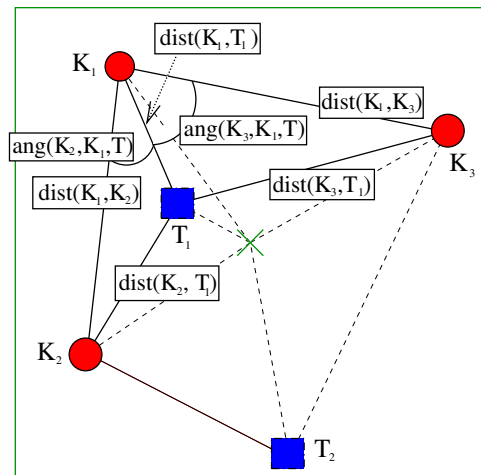 dist(K₁,T₁)
K₁
dist(K₁,K₃)
ang(K₃,K₁,T)
ang(K₂,K₁,T)
K₃
dist(K₃,T₁)
dist(K₁,K₂)
T₁
dist(K₂, T₁)
K₂
T₂